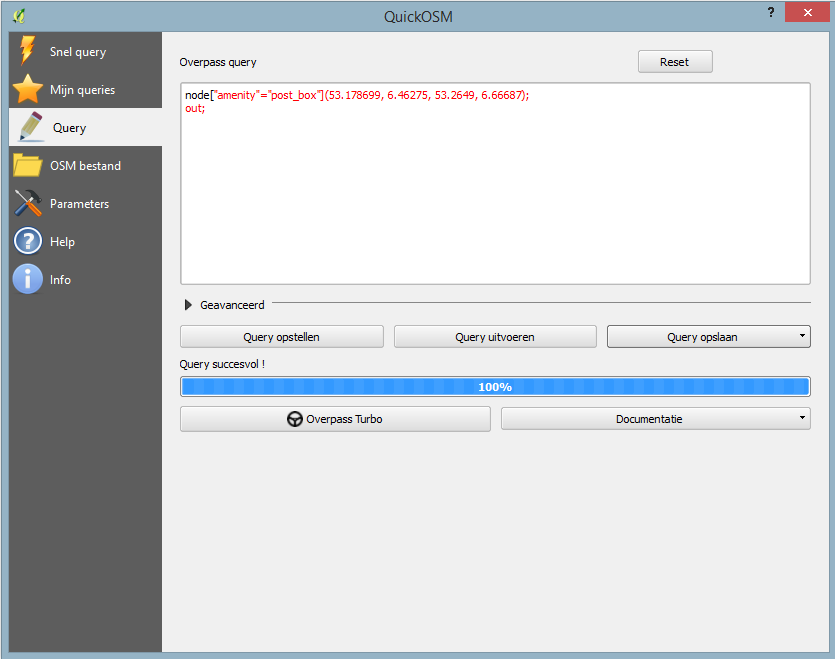 QuickOSM
?
Snel query
Mijn queries
Query
OSM bestand
Parameters
Help
Info
Overpass query
Reset
node["amenity"="post_box"](53.178699, 6.46275, 53.2649, 6.66687);
out;
Geavanceerd
Query opstellen
Query uitvoeren
Query opslaan
Query succesvol !
100%
Overpass Turbo
Documentatie